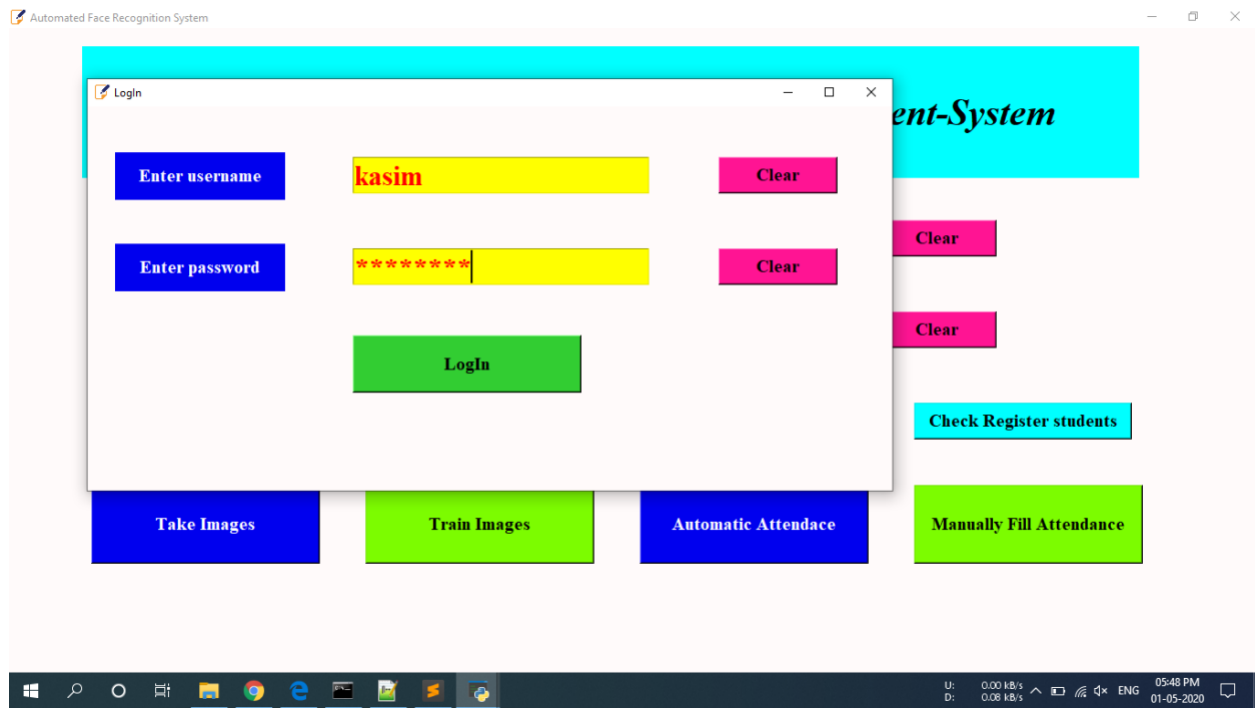 Automated Face Recognition System
ent-System
LogIn
Enter username
kasim
Clear
Enter password
********
Clear
LogIn
Clear
Clear
Check Register students
Take Images
Train Images
Automatic Attendace
Manually Fill Attendance
U: 0.00 kB/s
D: 0.08 kB/s
ENG
05:48 PM
01-05-2020